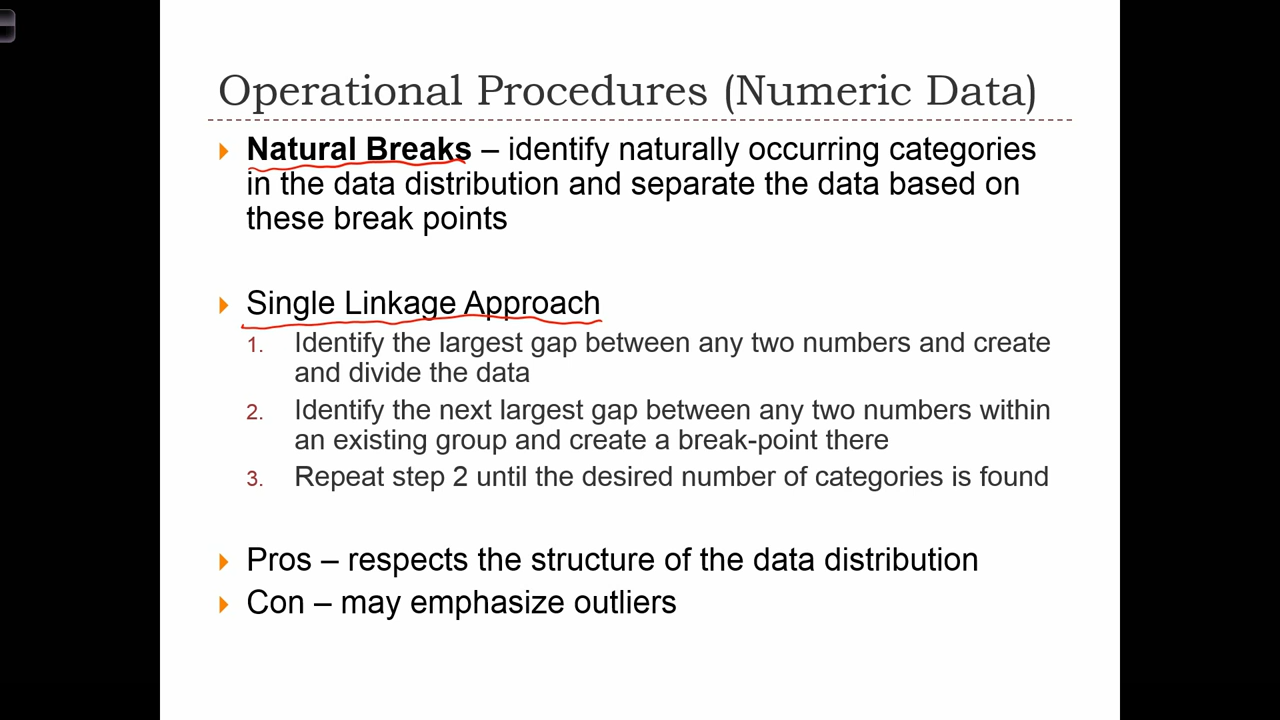 Operational Procedures (Numeric Data)
Natural Breaks – identify naturally occurring categories
in the data distribution and separate the data based on
these break points
Single Linkage Approach
1. Identify the largest gap between any two numbers and create
and divide the data
2. Identify the next largest gap between any two numbers within
an existing group and create a break-point there
3. Repeat step 2 until the desired number of categories is found
Pros – respects the structure of the data distribution
Con – may emphasize outliers